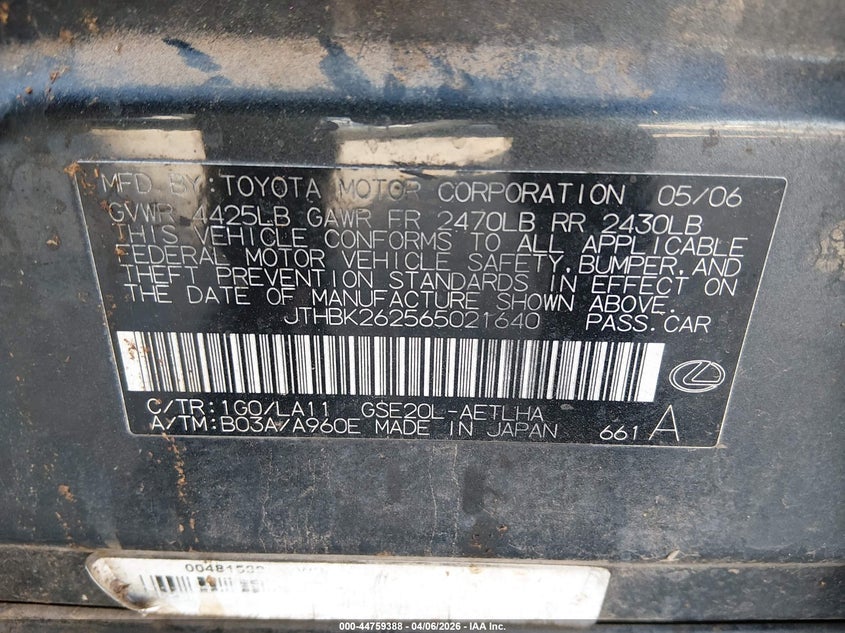 MFD BY:TOYOTA MOTOR CORPORATION 05/06
GVWR 4425LB GAWR FR 2470LB RR 2430LB
THIS VEHICLE CONFORMS TO ALL APPLICABLE
FEDERAL MOTOR VEHICLE SAFETY,BUMPER,AND
THEFT PREVENTION STANDARDS IN EFFECT ON
THE DATE OF MANUFACTURE SHOWN ABOVE.
JTHBK262565021640 PASS.CAR
C/TR:1G0/LA11 GSE20L-AETLHA
A/TM:B03A/A960E MADE IN JAPAN 661 A
000-44759388 - 04/06/2026 - IAA Inc.